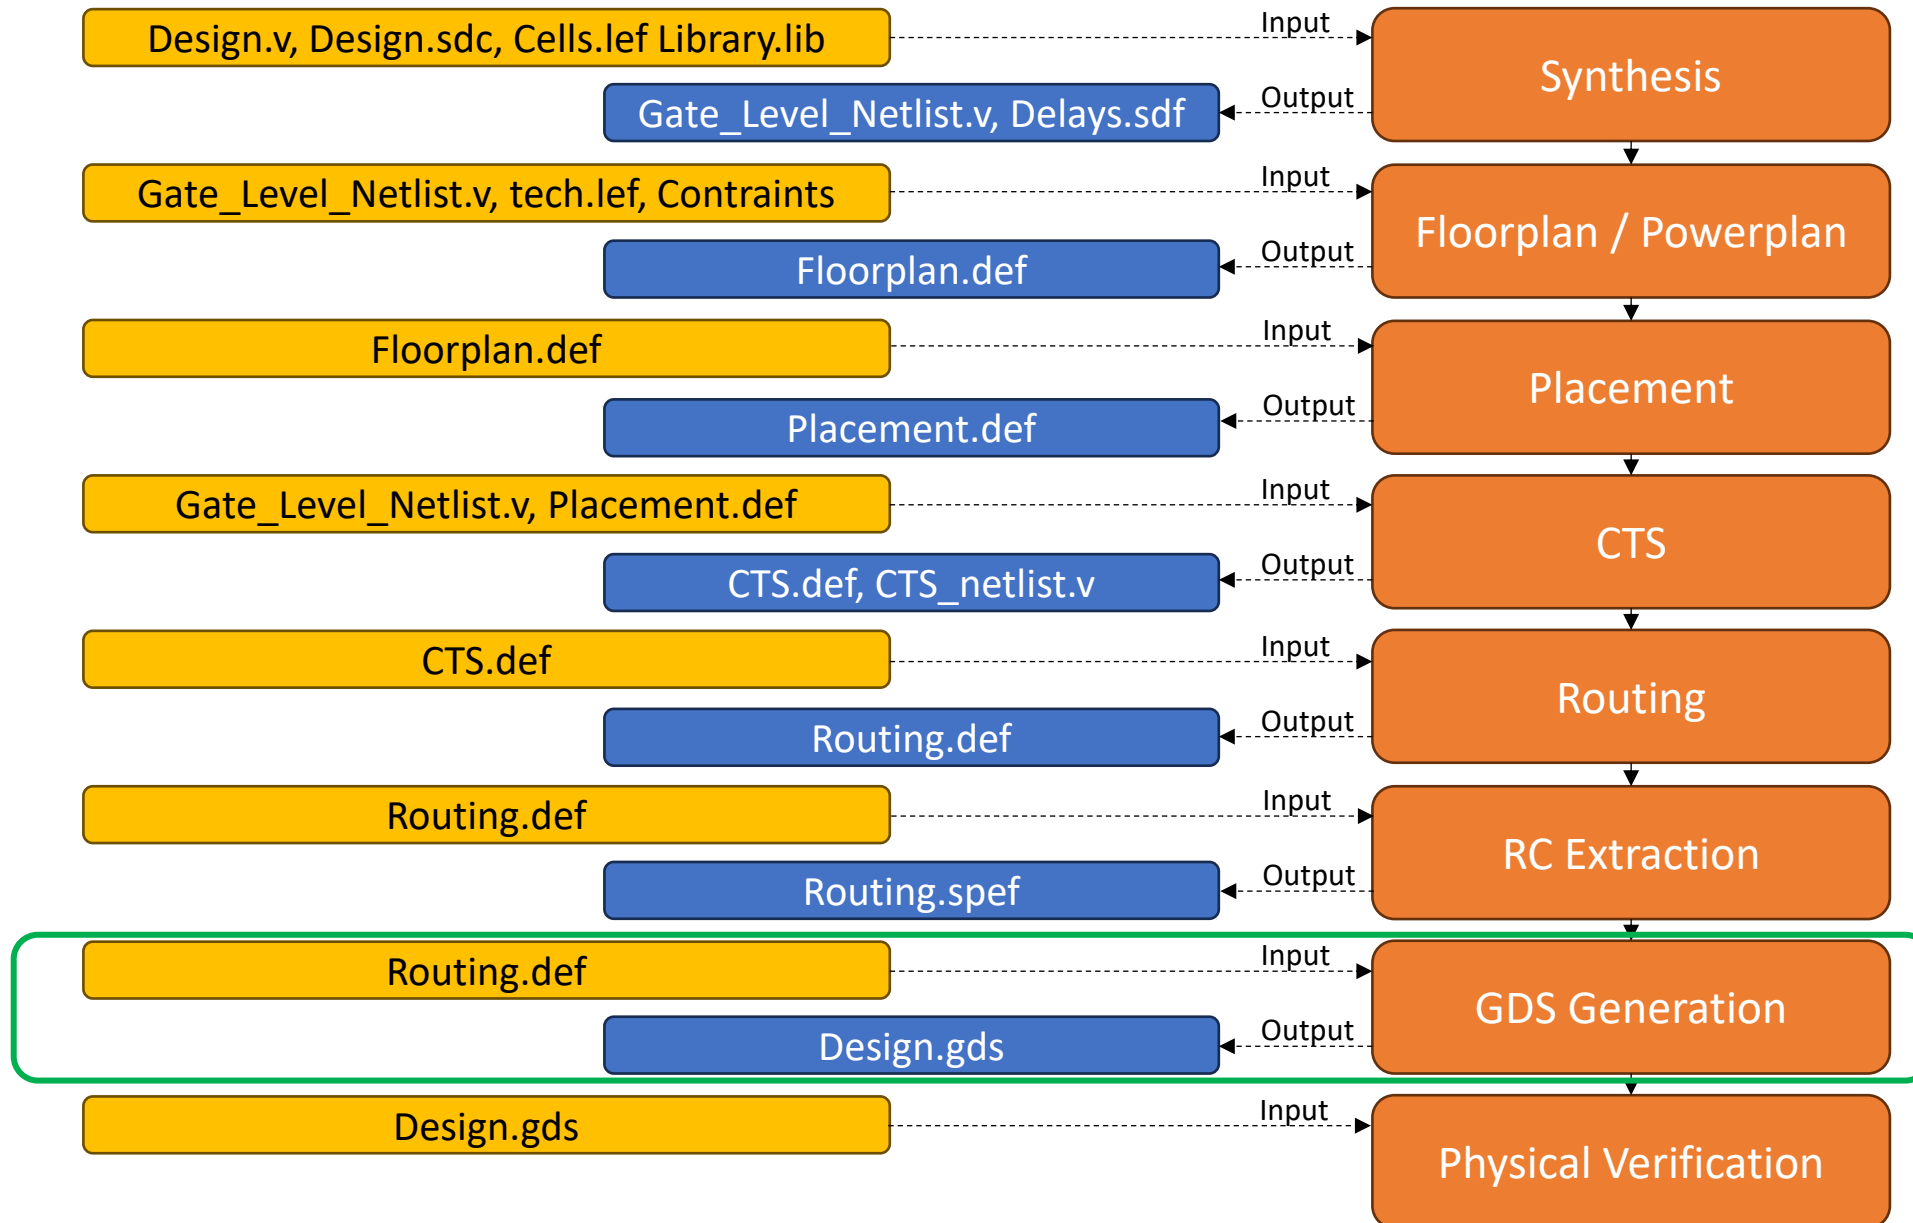 Design.v, Design.sdc, Cells.lef Library.lib
Input
Synthesis
Gate_Level_Netlist.v, Delays.sdf
Output
Gate_Level_Netlist.v, tech.lef, Contraints
Input
Floorplan / Powerplan
Floorplan.def
Output
Floorplan.def
Input
Placement
Placement.def
Output
Gate_Level_Netlist.v, Placement.def
Input
CTS
CTS.def, CTS_netlist.v
Output
CTS.def
Input
Routing
Routing.def
Output
Routing.def
Input
RC Extraction
Routing.spef
Output
Routing.def
Input
GDS Generation
Design.gds
Output
Design.gds
Input
Physical Verification